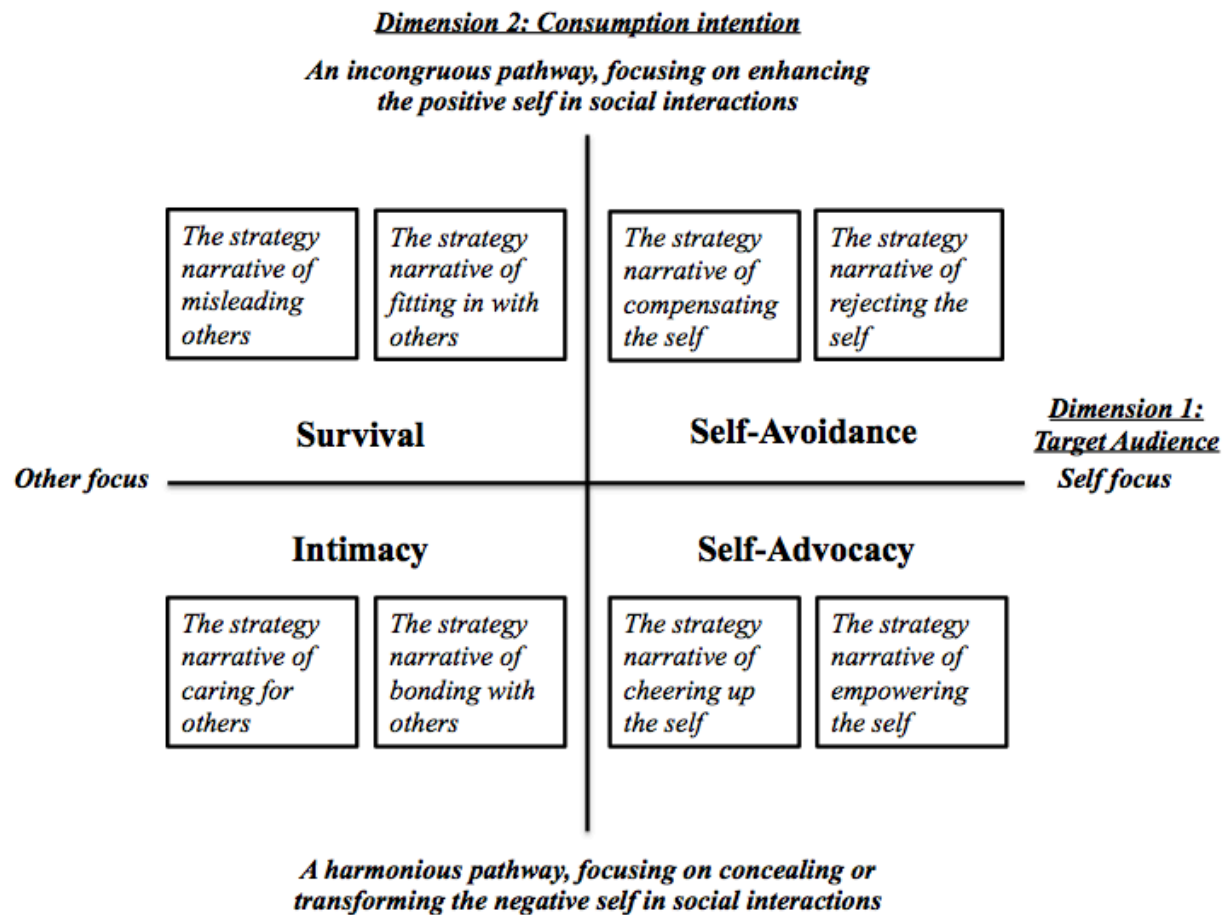 Dimension 2: Consumption intention
An incongruous pathway, focusing on enhancing
the positive self in social interactions
The strategy
narrative of
misleading
others
The strategy
narrative of
fitting in with
others
The strategy
narrative of
compensating
the self
The strategy
narrative of
rejecting the
self
Survival
Self-Avoidance
Dimension 1:
Target Audience
Other focus
Self focus
Intimacy
Self-Advocacy
The strategy
narrative of
caring for
others
The strategy
narrative of
bonding with
others
The strategy
narrative of
cheering up
the self
The strategy
narrative of
empowering
the self
A harmonious pathway, focusing on concealing or
transforming the negative self in social interactions